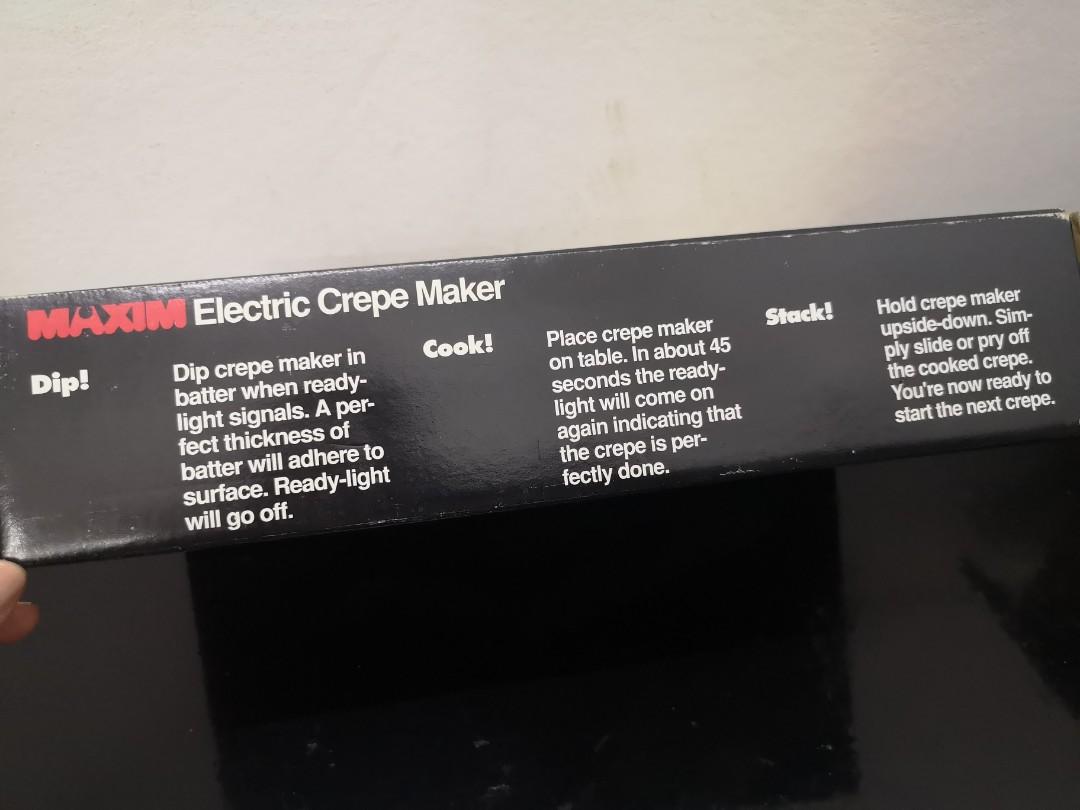 MAXIM Electric Crepe Maker
Dip!
Dip crepe maker in
batter when ready-
light signals. A per-
fect thickness of
batter will adhere to
surface. Ready-light
will go off.
Cook!
Place crepe maker
on table. In about 45
seconds the ready-
light will come on
again indicating that
the crepe is per-
fectly done.
Stack!
Hold crepe maker
upside-down. Sim-
ply slide or pry off
the cooked crepe.
You're now ready to
start the next crepe.